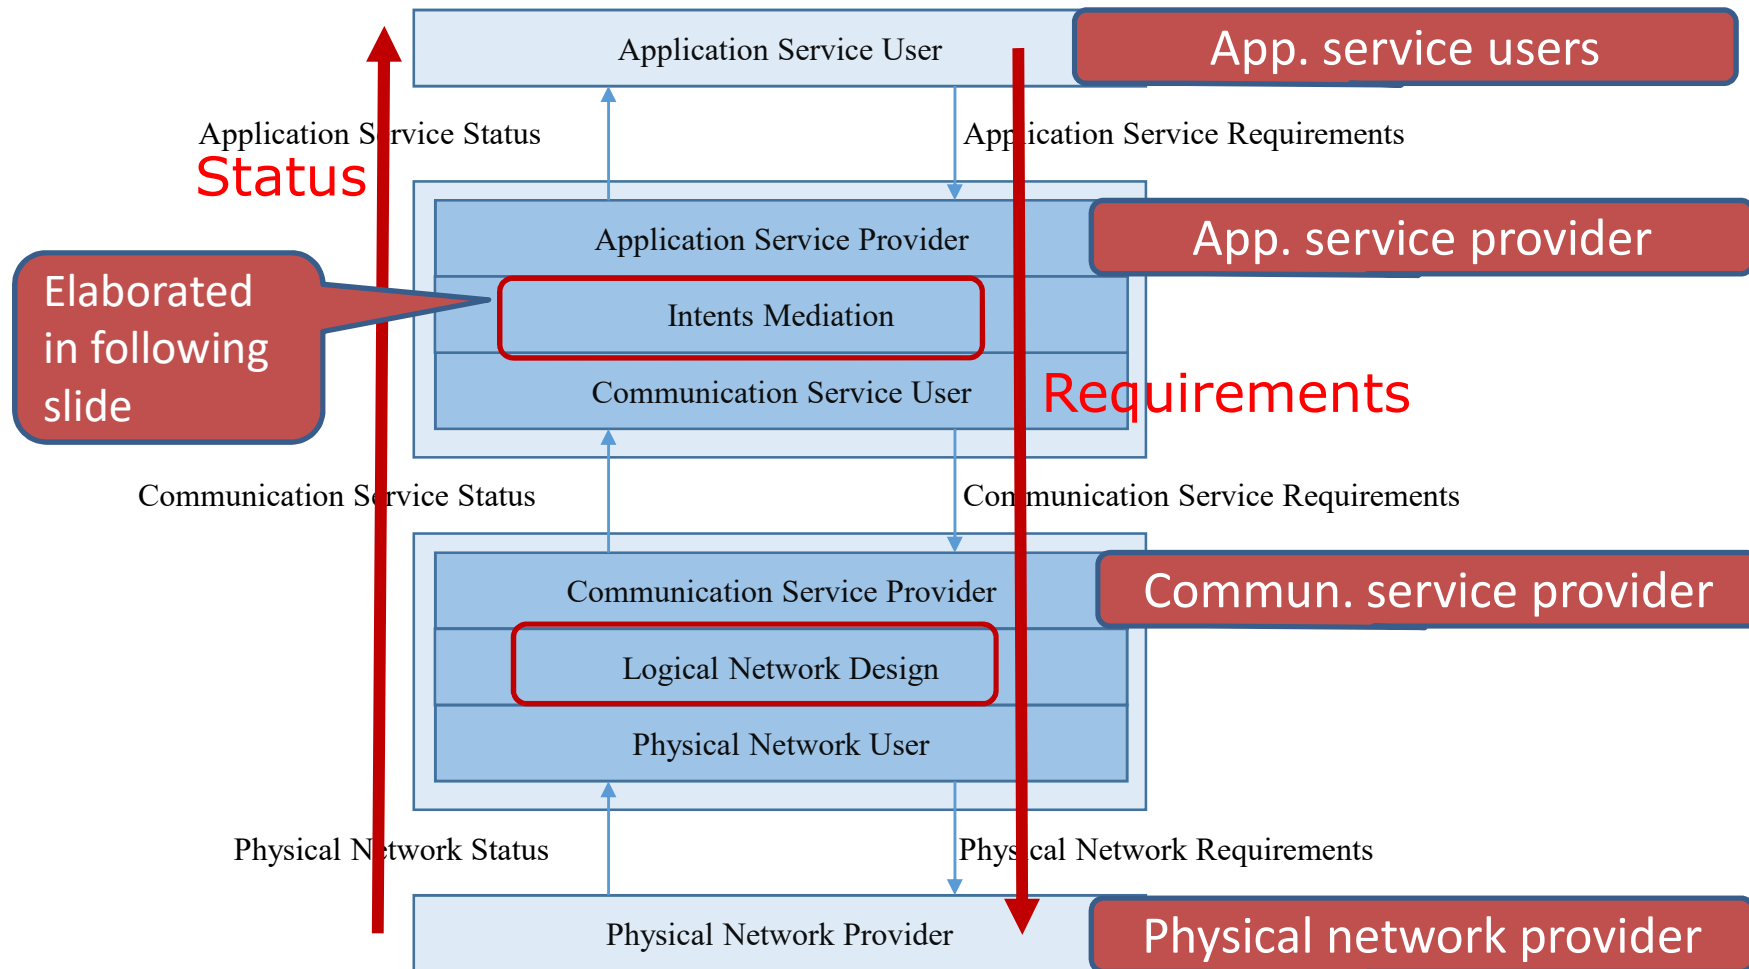 Application Service User
App. service users
Application Service Status
Application Service Requirements
Status
Application Service Provider
App. service provider
Elaborated
in following
slide
Intents Mediation
Communication Service User
Requirements
Communication Service Status
Communication Service Requirements
Communication Service Provider
Commun. service provider
Logical Network Design
Physical Network User
Physical Network Status
Physical Network Requirements
Physical Network Provider
Physical network provider